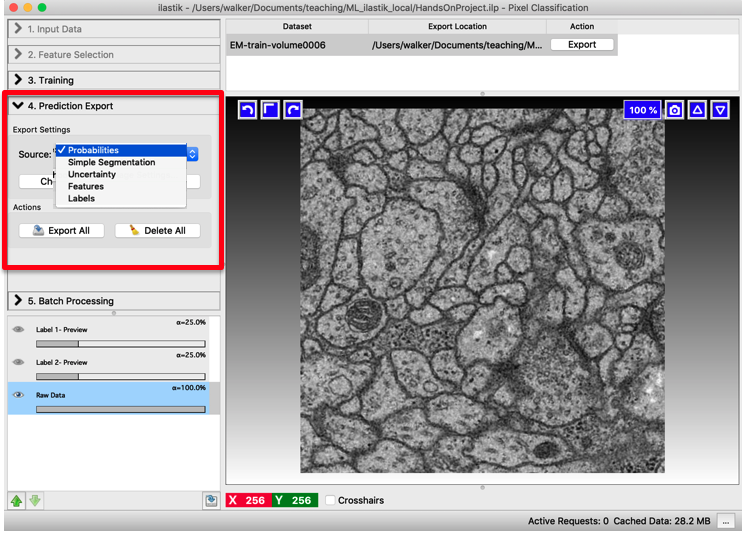 ilastik - /Users/walker/Documents/teaching/ML_ilastik_local/HandsOnProject.ilp - Pixel Classification
1. Input Data
2. Feature Selection
3. Training
4. Prediction Export
Export Settings
Source:
Probabilities
Simple Segmentation
Uncertainty
Features
Labels
Ch
Actions
Export All
Delete All
5. Batch Processing
α=25.0%
Label 1- Preview
α=25.0%
Label 2- Preview
α=100.0%
Raw Data
Dataset Export Location Action
EM-train-volume0006 /Users/walker/Documents/teaching/M... Export
100 %
X 256 Y 256 Crosshairs
Active Requests: 0 Cached Data: 28.2 MB ...